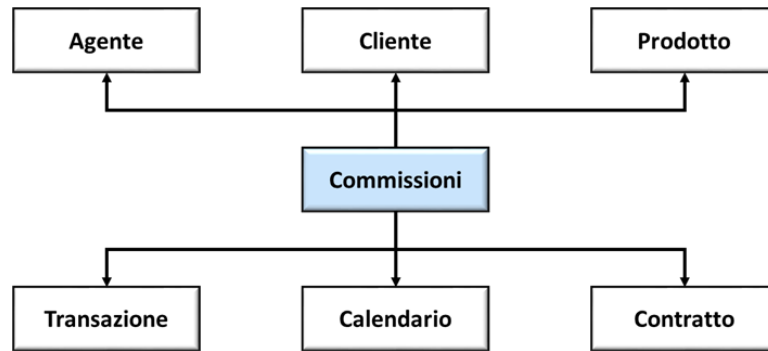 Agente
Cliente
Prodotto
Commissioni
Transazione
Calendario
Contratto